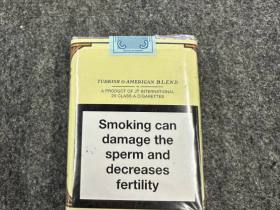 TURKISH & AMERICAN BLEND
A PRODUCT OF JT INTERNATIONAL
20 CLASS A CIGARETTES
Smoking can
damage the
sperm and
decreases
fertility